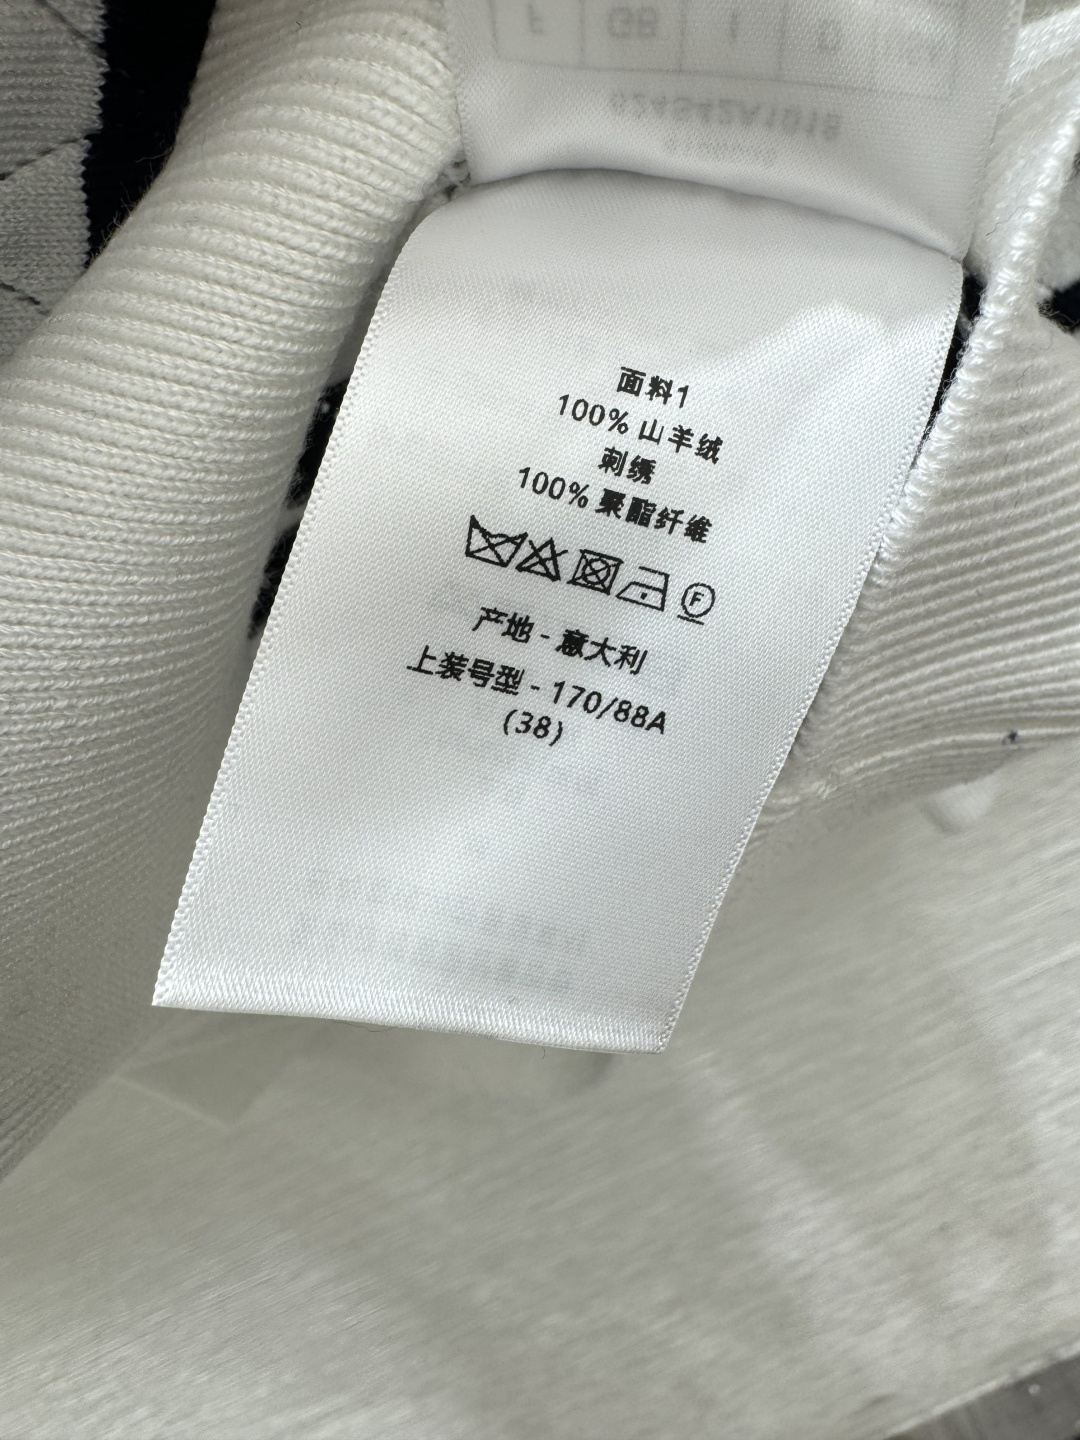 面料1
100% 山羊绒
刺绣
100% 聚酯纤维
F
产地 - 意大利
上装号型 - 170/88A
(38)